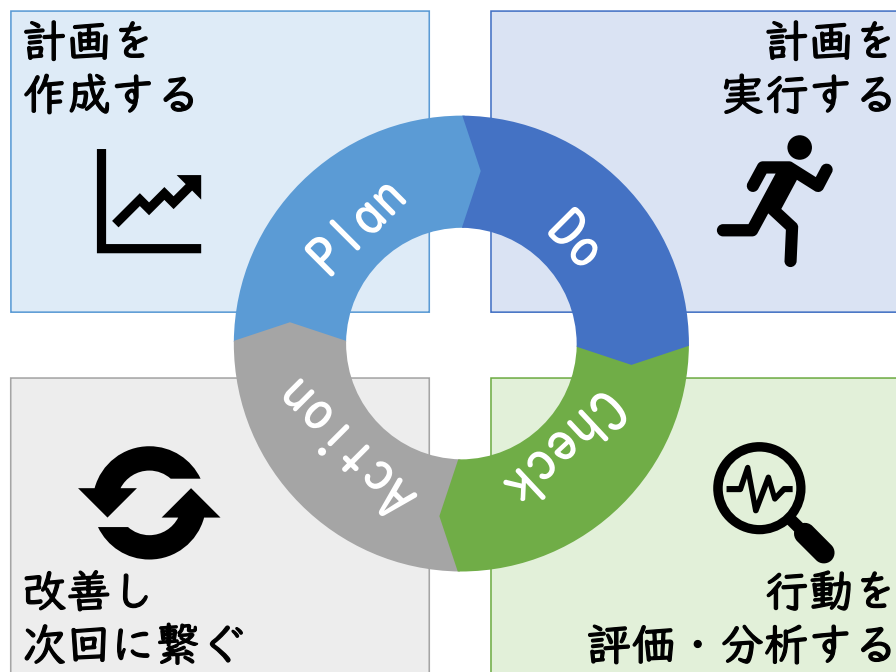 計画を
作成する
計画を
実行する
Plan
Do
Action
Check
改善し
次回に繋ぐ
行動を
評価・分析する